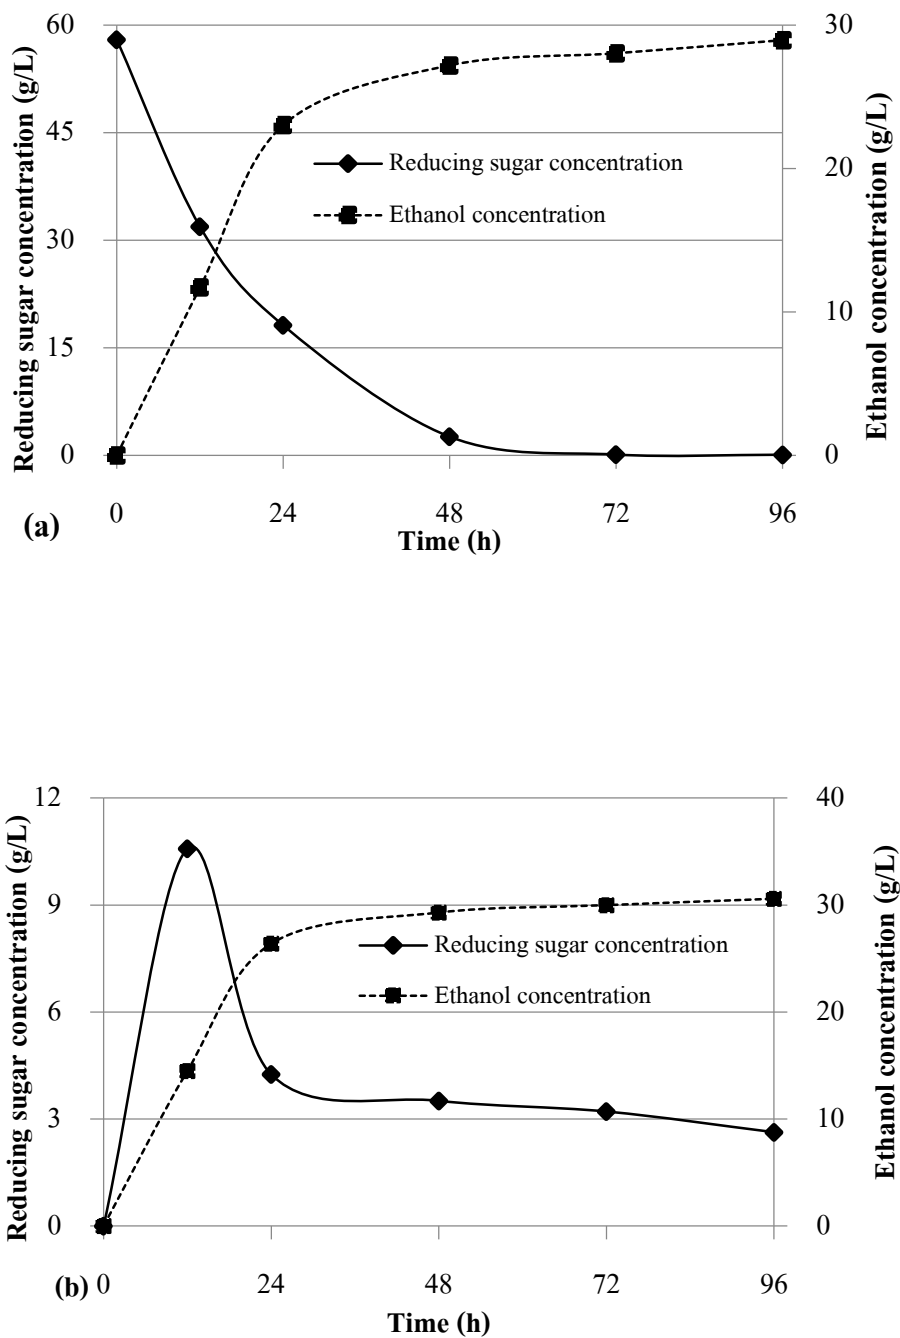 60
45
30
15
0
Reducing sugar concentration (g/L)
30
20
10
0
Ethanol concentration (g/L)
Reducing sugar concentration
Ethanol concentration
0 24 48 72 96
(a)
Time (h)
12
9
6
3
0
Reducing sugar concentration (g/L)
40
30
20
10
0
Ethanol concentration (g/L)
Reducing sugar concentration
Ethanol concentration
(b) 0 24 48 72 96
Time (h)